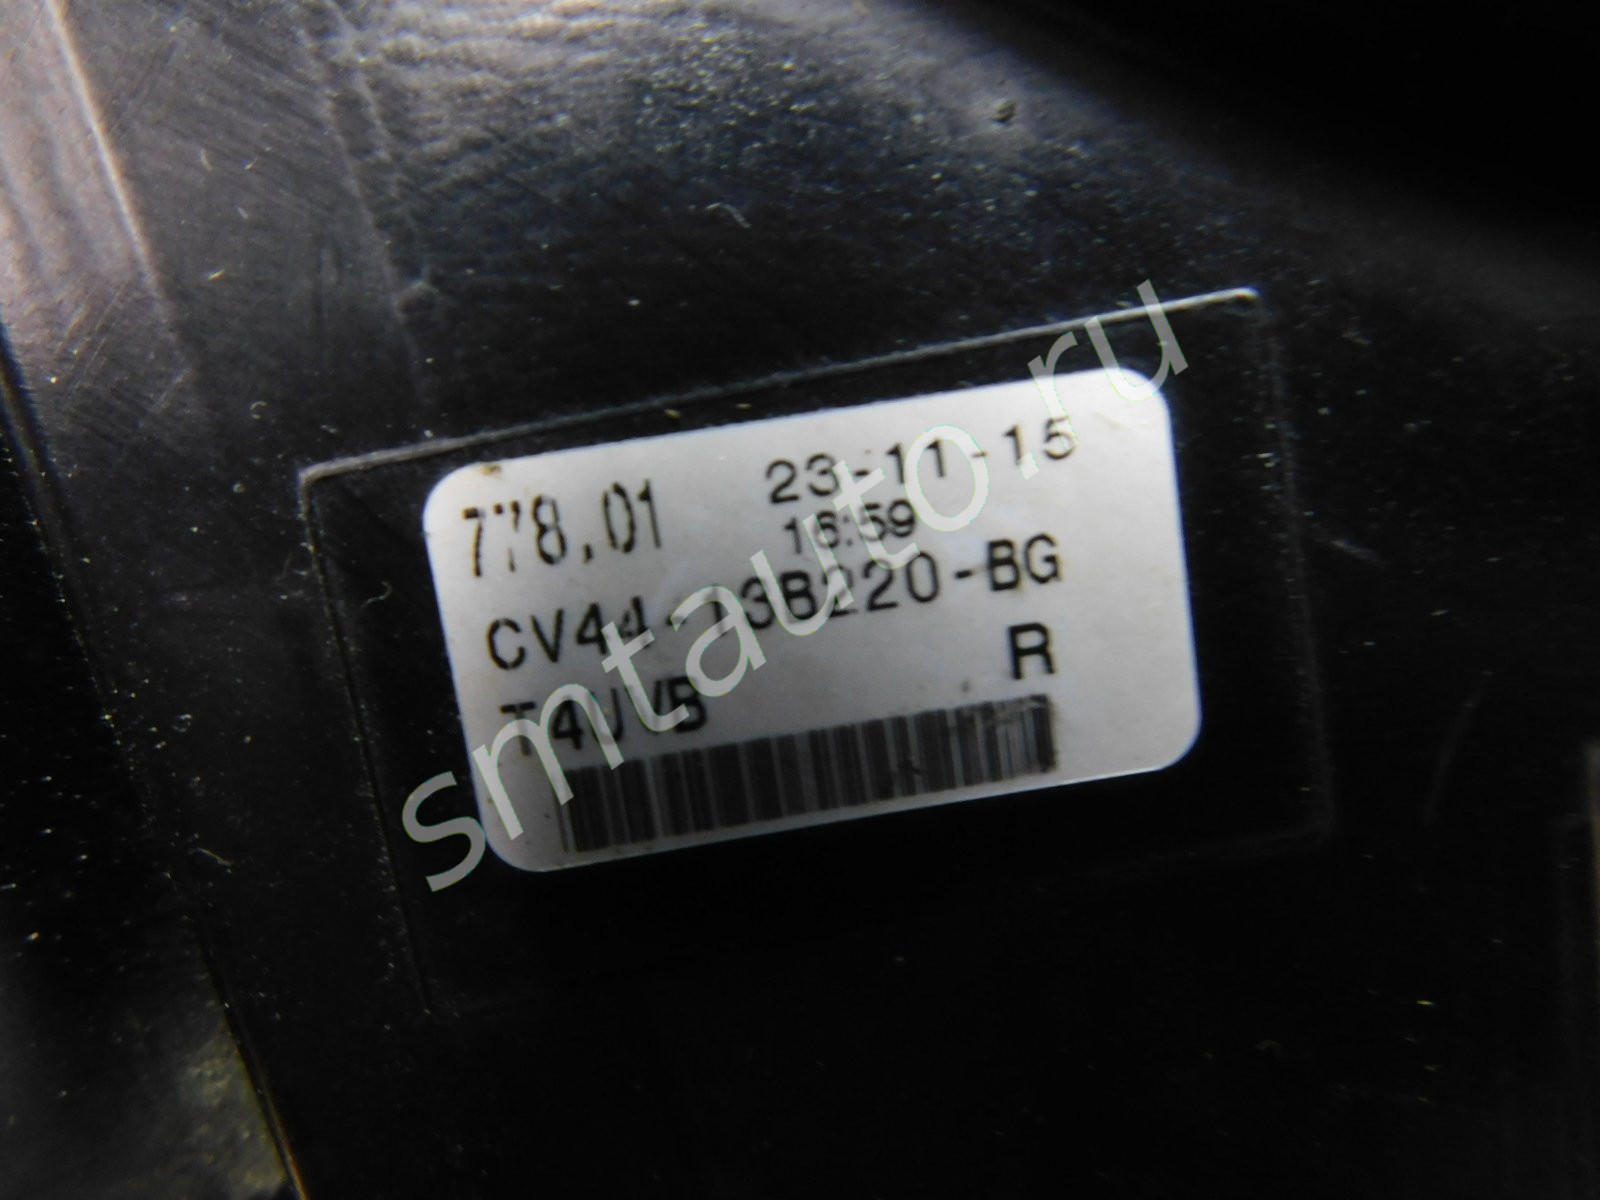 778.01 23-11-15
16:59
CV44-13B220-BG
T4UVB R
smtauto.ru